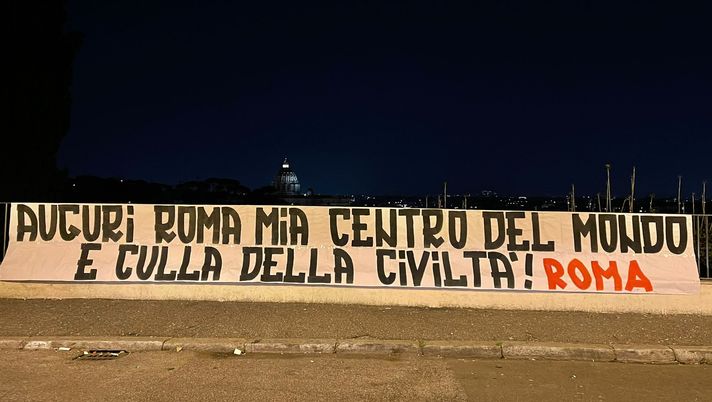 AUGURI ROMA MIA CENTRO DEL MONDO
E CULLA DELLA CIVILTA'! ROMA